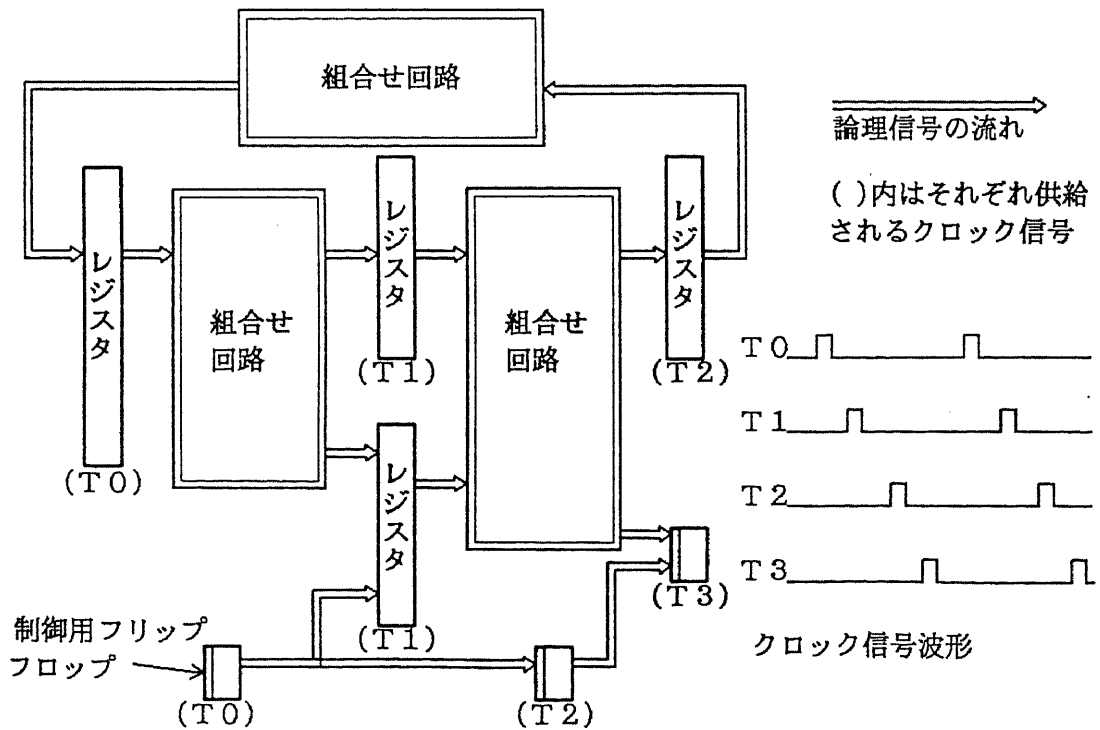 組合せ回路
論理信号の流れ
( )内はそれぞれ供給
されるクロック信号
レジスタ
(T0)
組合せ
回路
レジスタ
(T1)
組合せ
回路
レジスタ
(T2)
T0
T1
T2
T3
クロック信号波形
レジスタ
(T1)
(T3)
制御用フリップ
フロップ
(T0)
(T2)